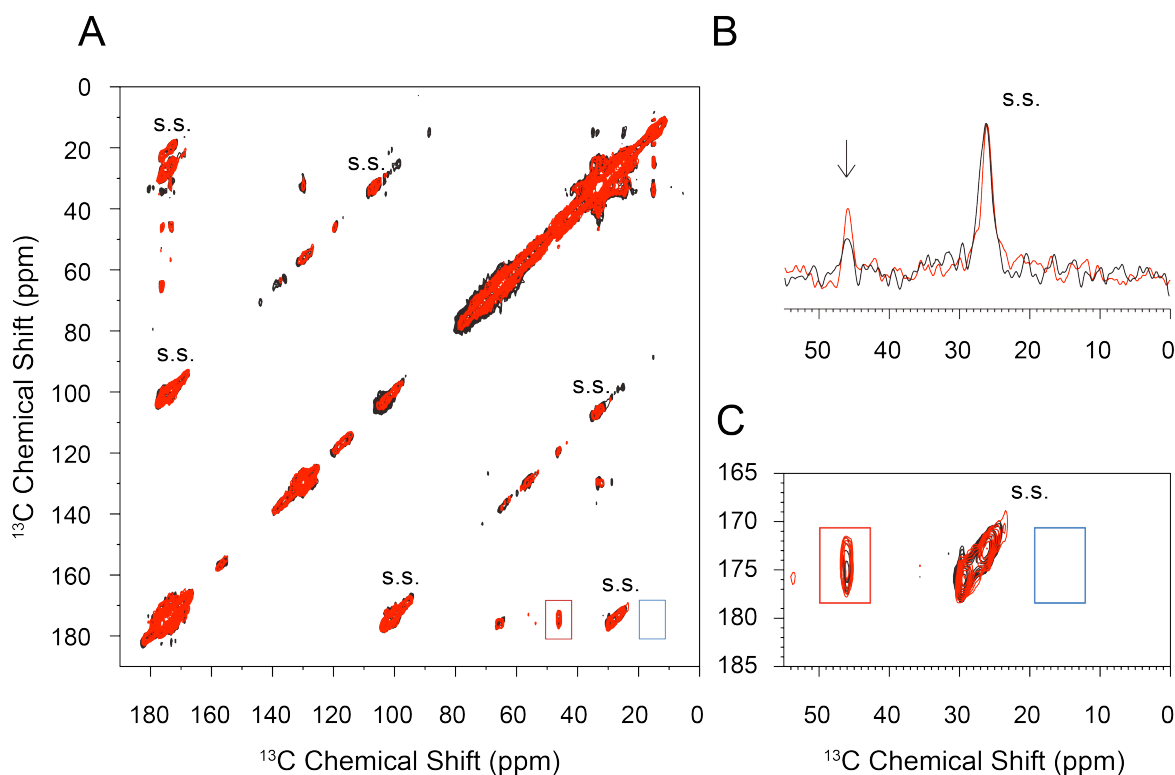 A
B
C
0
20
40
60
80
100
120
140
160
180
¹³C Chemical Shift (ppm)
s.s.
s.s.
s.s.
s.s.
s.s.
s.s.
180 160 140 120 100 80 60 40 20 0
¹³C Chemical Shift (ppm)
s.s.
50 40 30 20 10 0
165
170
175
180
185
s.s.
50 40 30 20 10 0
¹³C Chemical Shift (ppm)